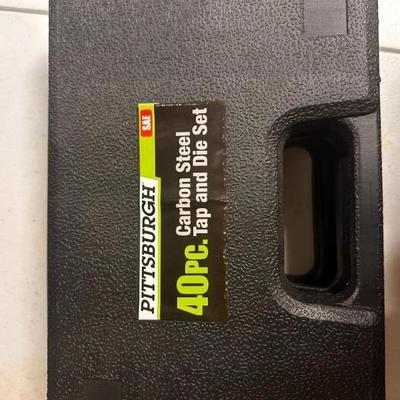 PITTSBURGH SAE
40PC. Carbon Steel
Tap and Die Set